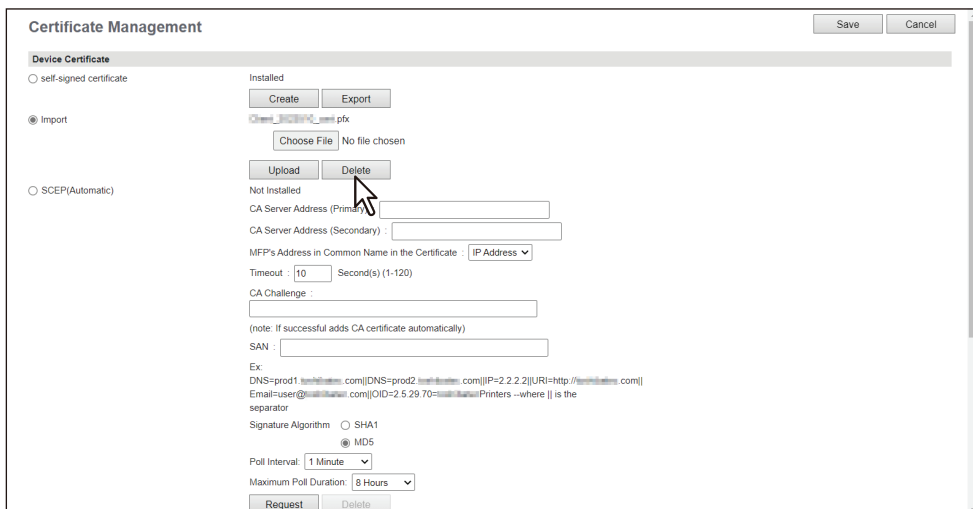 Certificate Management
Save Cancel
Device Certificate
self-signed certificate Installed
Create Export
Import .pfx
Choose File No file chosen
Upload Delete
SCEP(Automatic) Not Installed
CA Server Address (Primary)
CA Server Address (Secondary) :
MFP's Address in Common Name in the Certificate : IP Address
Timeout : 10 Second(s) (1-120)
CA Challenge :
(note: If successful adds CA certificate automatically)
SAN :
Ex:
DNS=prod1. .com||DNS=prod2. .com||IP=2.2.2.2||URI=http:// .com||
Email=user@ .com||OID=2.5.29.70= Printers --where || is the
separator
Signature Algorithm SHA1
MD5
Poll Interval: 1 Minute
Maximum Poll Duration: 8 Hours
Request Delete